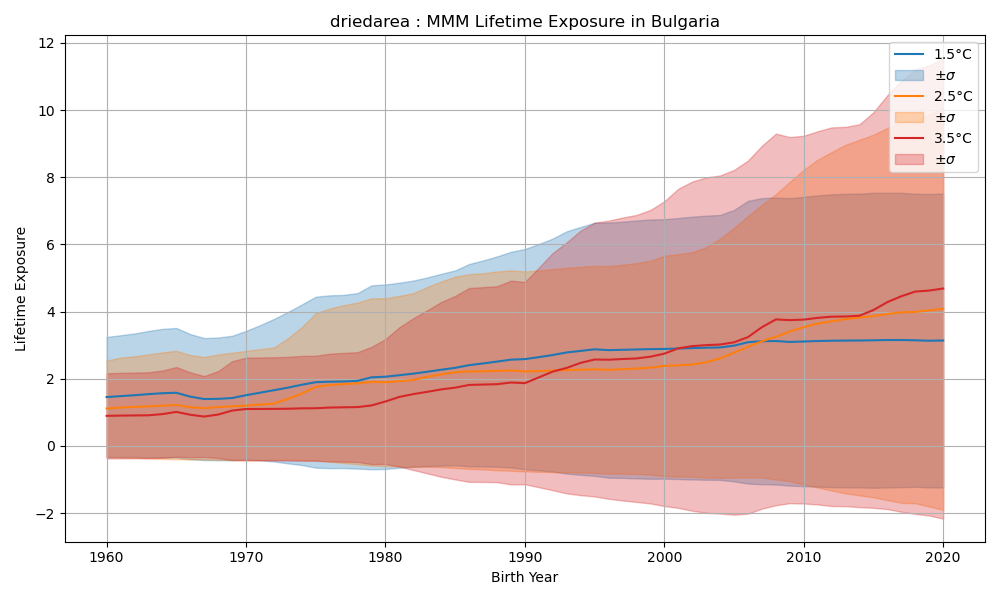 driedarea : MMM Lifetime Exposure in Bulgaria
Lifetime Exposure
12
10
8
6
4
2
0
−2
1.5°C
±σ
2.5°C
±σ
3.5°C
±σ
1960 1970 1980 1990 2000 2010 2020
Birth Year